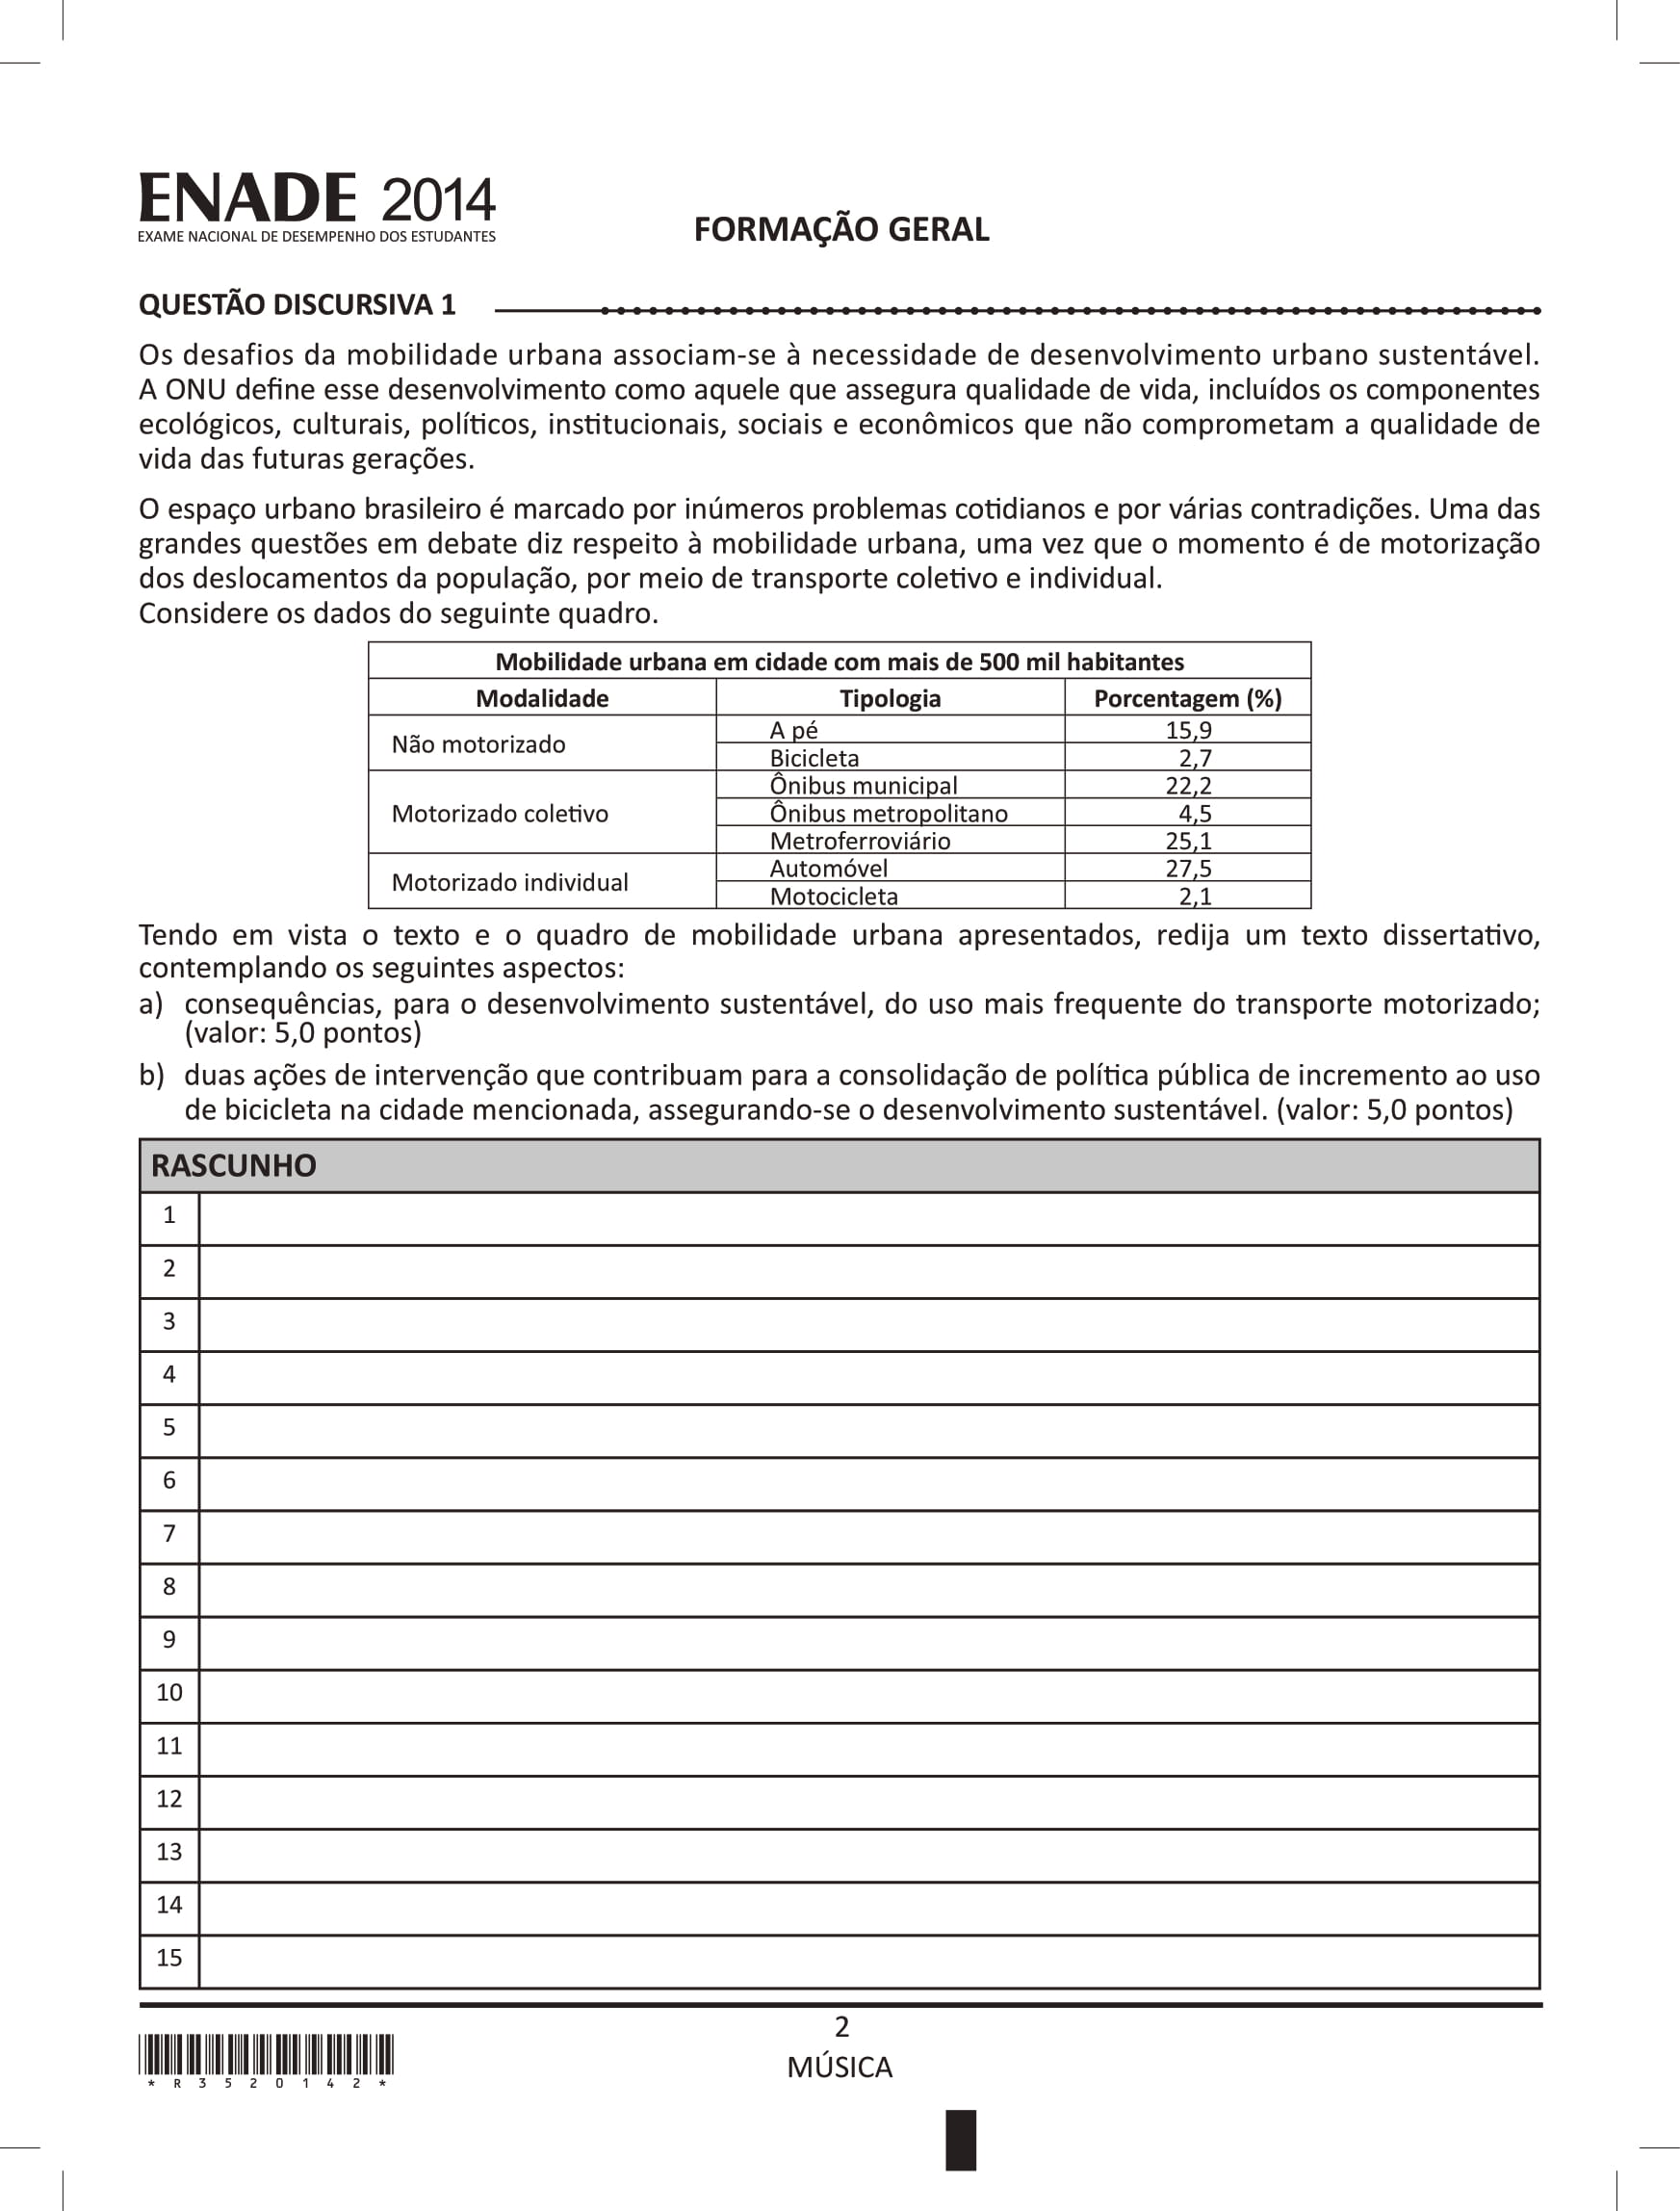 ENADE 2014
EXAME NACIONAL DE DESEMPENHO DOS ESTUDANTES
FORMAÇÃO GERAL
QUESTÃO DISCURSIVA 1
Os desafios da mobilidade urbana associam-se à necessidade de desenvolvimento urbano sustentável.
A ONU define esse desenvolvimento como aquele que assegura qualidade de vida, incluídos os componentes
ecológicos, culturais, políticos, institucionais, sociais e econômicos que não comprometam a qualidade de
vida das futuras gerações.
O espaço urbano brasileiro é marcado por inúmeros problemas cotidianos e por várias contradições. Uma das
grandes questões em debate diz respeito à mobilidade urbana, uma vez que o momento é de motorização
dos deslocamentos da população, por meio de transporte coletivo e individual.
Considere os dados do seguinte quadro.
Mobilidade urbana em cidade com mais de 500 mil habitantes
Modalidade Tipologia Porcentagem (%)
Não motorizado
A pé 15,9
Bicicleta 2,7
Motorizado coletivo
Ônibus municipal 22,2
Ônibus metropolitano 4,5
Metroferroviário 25,1
Motorizado individual
Automóvel 27,5
Motocicleta 2,1
Tendo em vista o texto e o quadro de mobilidade urbana apresentados, redija um texto dissertativo,
contemplando os seguintes aspectos:
a) consequências, para o desenvolvimento sustentável, do uso mais frequente do transporte motorizado;
(valor: 5,0 pontos)
b) duas ações de intervenção que contribuam para a consolidação de política pública de incremento ao uso
de bicicleta na cidade mencionada, assegurando-se o desenvolvimento sustentável. (valor: 5,0 pontos)
RASCUNHO
1
2
3
4
5
6
7
8
9
10
11
12
13
14
15
2
MÚSICA
* R 3 5 2 0 1 4 2 *